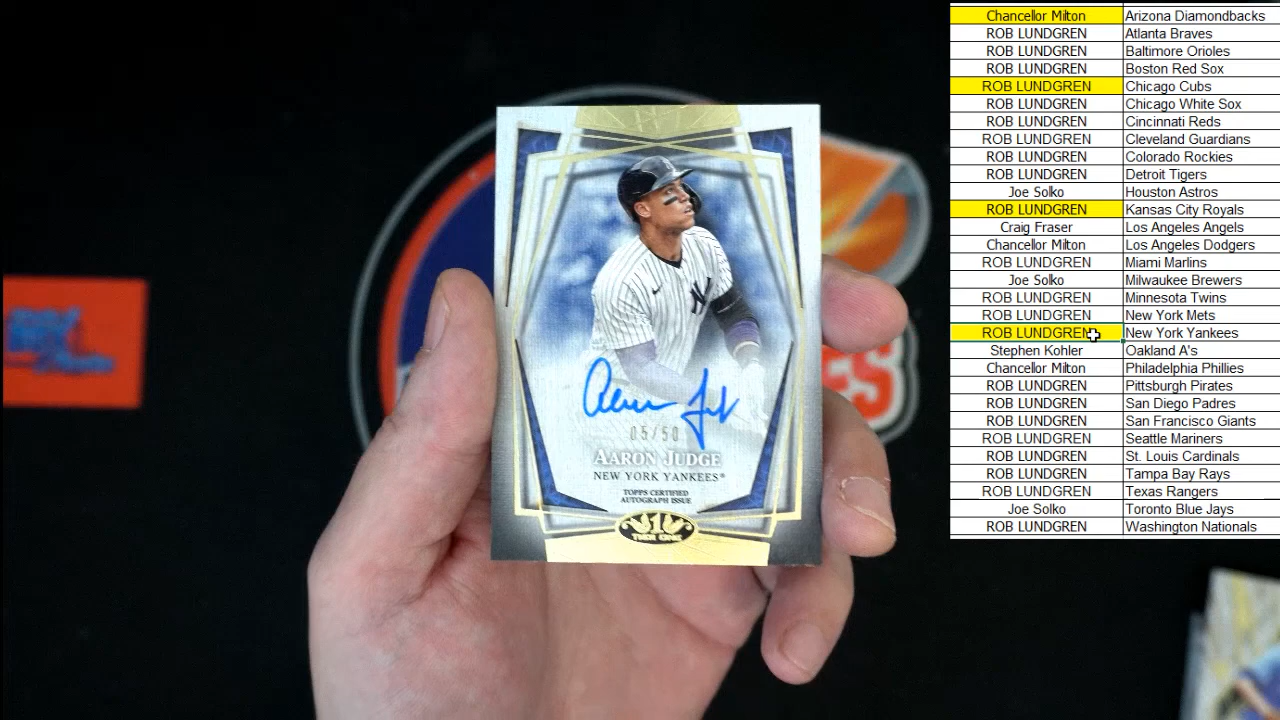 Aaron Judge
05/50
AARON JUDGE
NEW YORK YANKEES®
TOPPS CERTIFIED
AUTOGRAPH ISSUE
1
TIER ONE
NY
Chancellor Milton Arizona Diamondbacks
ROB LUNDGREN Atlanta Braves
ROB LUNDGREN Baltimore Orioles
ROB LUNDGREN Boston Red Sox
ROB LUNDGREN Chicago Cubs
ROB LUNDGREN Chicago White Sox
ROB LUNDGREN Cincinnati Reds
ROB LUNDGREN Cleveland Guardians
ROB LUNDGREN Colorado Rockies
ROB LUNDGREN Detroit Tigers
Joe Solko Houston Astros
ROB LUNDGREN Kansas City Royals
Craig Fraser Los Angeles Angels
Chancellor Milton Los Angeles Dodgers
ROB LUNDGREN Miami Marlins
Joe Solko Milwaukee Brewers
ROB LUNDGREN Minnesota Twins
ROB LUNDGREN New York Mets
ROB LUNDGREN New York Yankees
Stephen Kohler Oakland A's
Chancellor Milton Philadelphia Phillies
ROB LUNDGREN Pittsburgh Pirates
ROB LUNDGREN San Diego Padres
ROB LUNDGREN San Francisco Giants
ROB LUNDGREN Seattle Mariners
ROB LUNDGREN St. Louis Cardinals
ROB LUNDGREN Tampa Bay Rays
ROB LUNDGREN Texas Rangers
Joe Solko Toronto Blue Jays
ROB LUNDGREN Washington Nationals